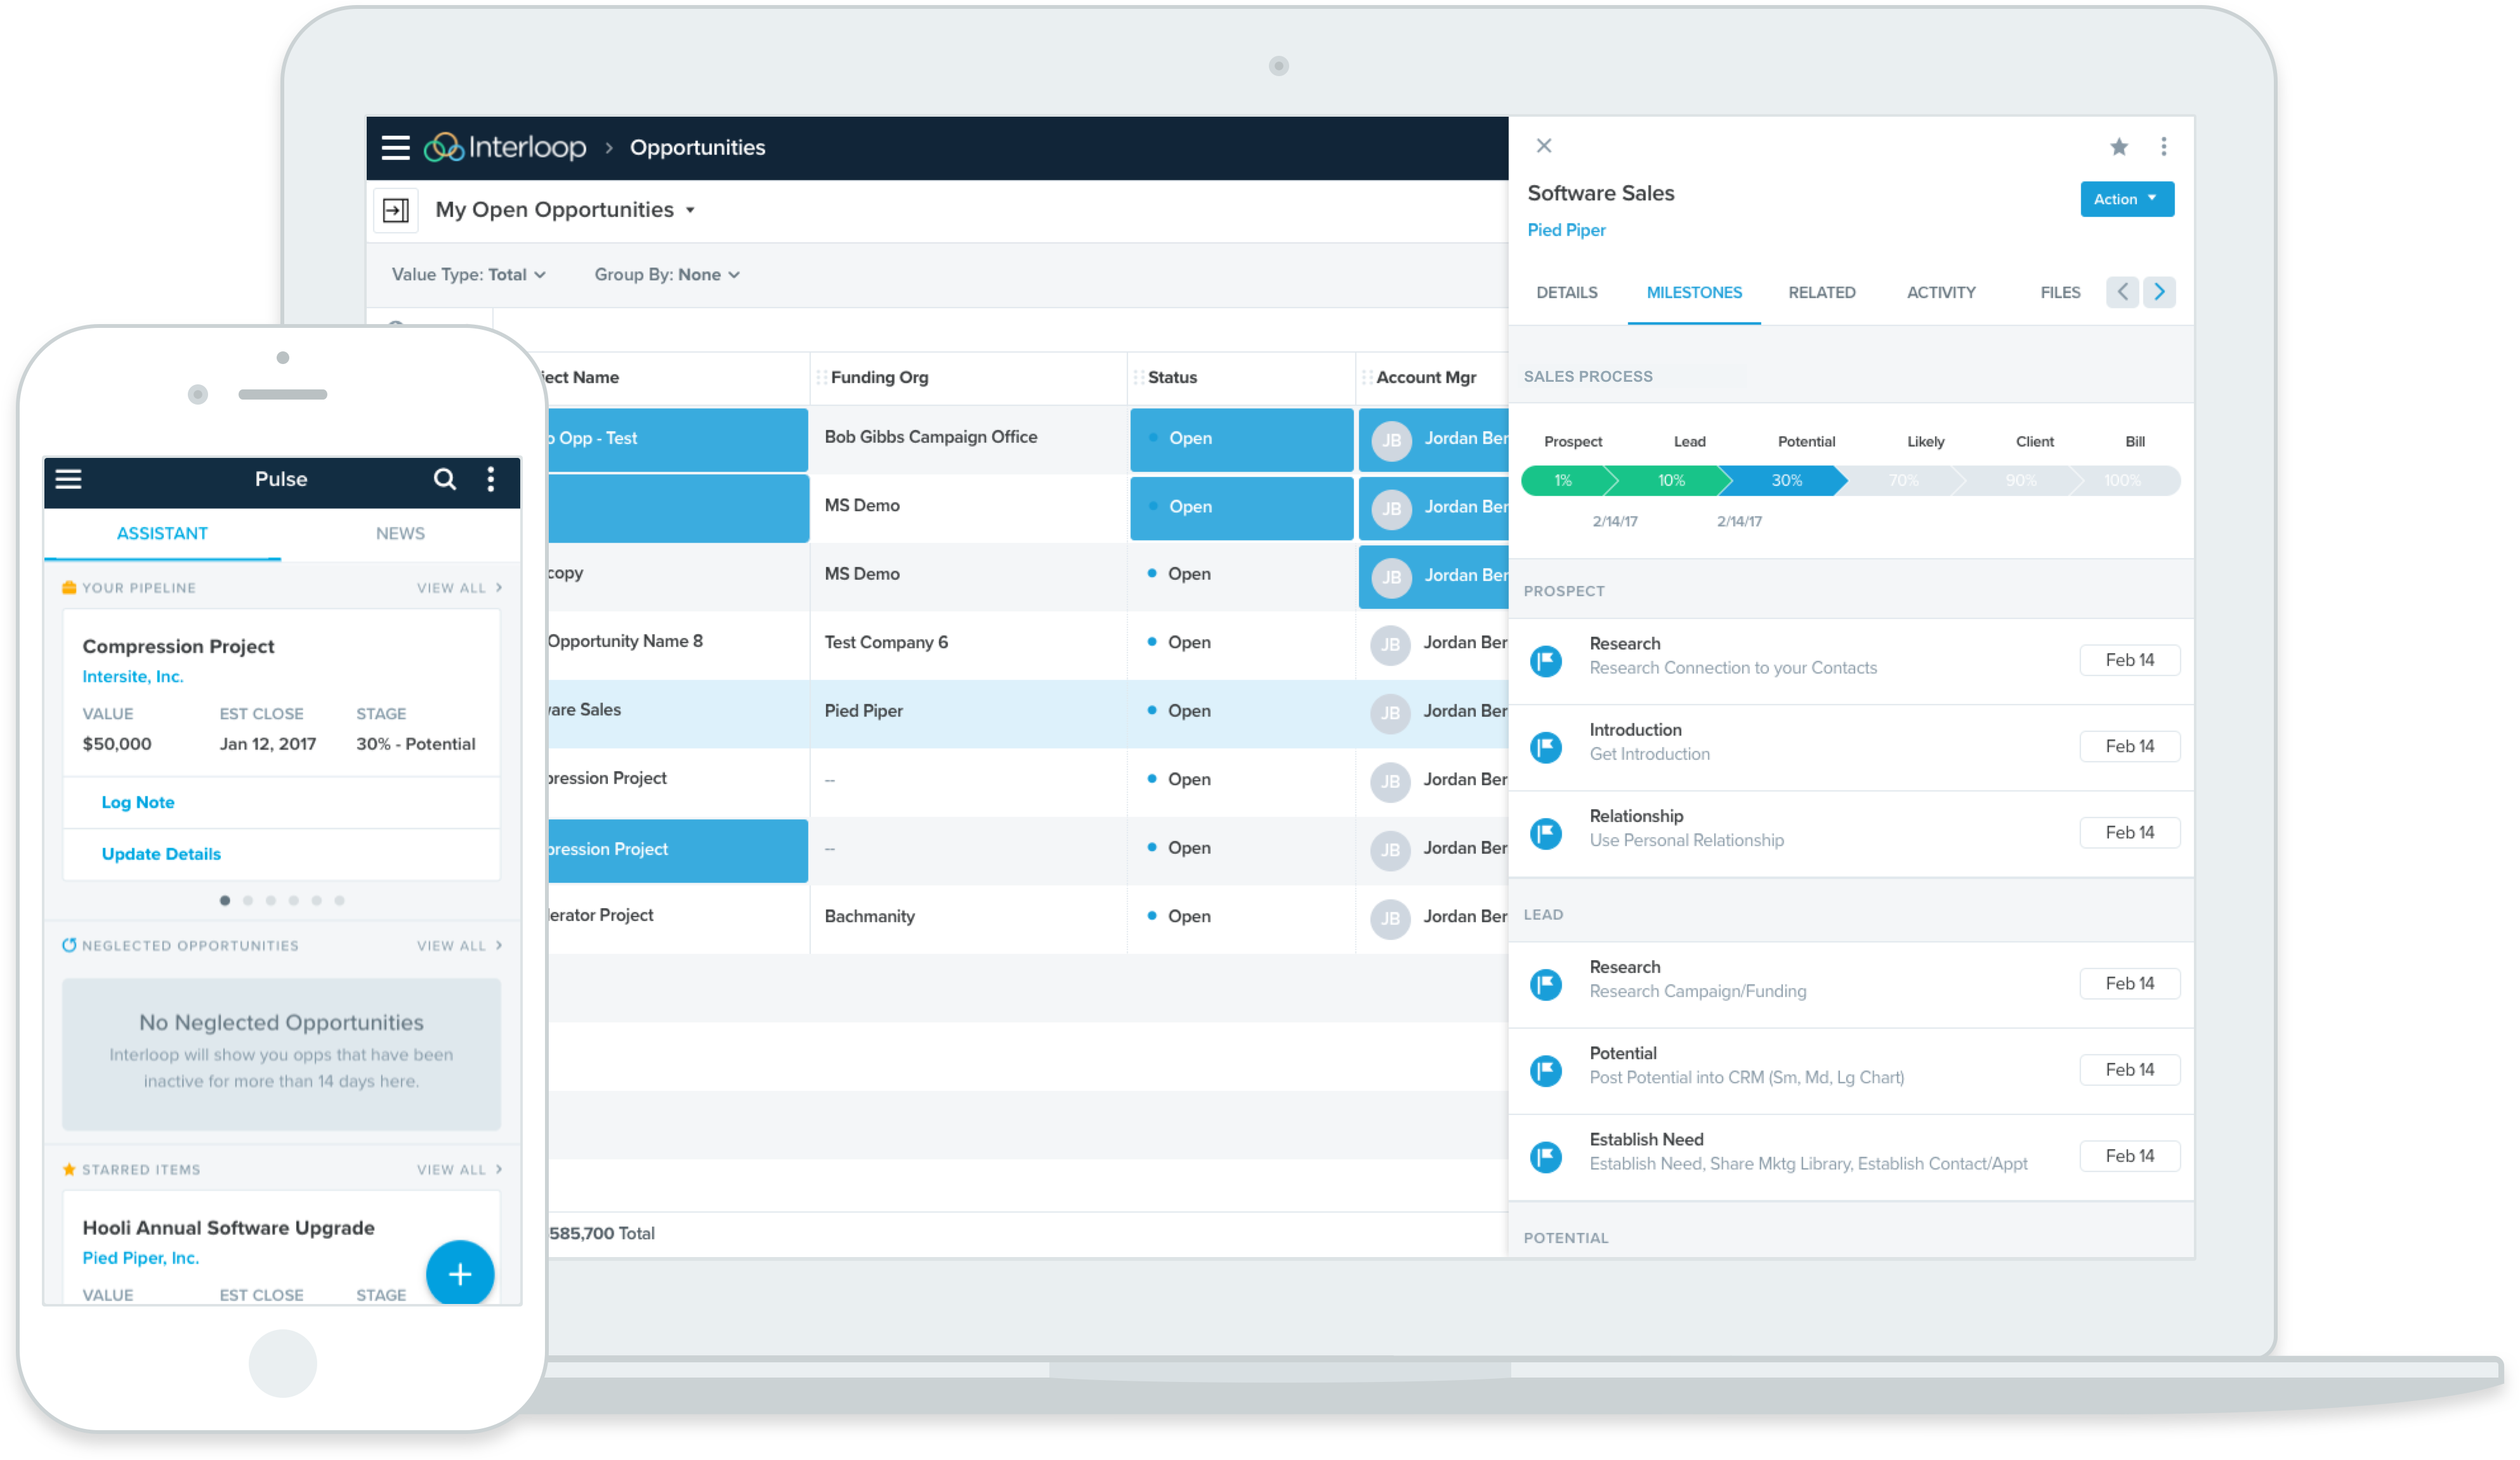 Interloop > Opportunities
My Open Opportunities
Value Type: Total
Group By: None
ject Name
Funding Org
Status
Account Mgr
o Opp - Test
Bob Gibbs Campaign Office
Open
JB
Jordan Ber
MS Demo
Open
JB
Jordan Ber
copy
MS Demo
Open
JB
Jordan Ber
Opportunity Name 8
Test Company 6
Open
JB
Jordan Ber
are Sales
Pied Piper
Open
JB
Jordan Ber
pression Project
--
Open
JB
Jordan Ber
pression Project
--
Open
JB
Jordan Ber
lerator Project
Bachmanity
Open
JB
Jordan Ber
585,700 Total
Software Sales
Action
Pied Piper
DETAILS
MILESTONES
RELATED
ACTIVITY
FILES
SALES PROCESS
Prospect
Lead
Potential
Likely
Client
Bill
1%
10%
30%
70%
90%
100%
2/14/17
2/14/17
PROSPECT
Research
Research Connection to your Contacts
Feb 14
Introduction
Get Introduction
Feb 14
Relationship
Use Personal Relationship
Feb 14
LEAD
Research
Research Campaign/Funding
Feb 14
Potential
Post Potential into CRM (Sm, Md, Lg Chart)
Feb 14
Establish Need
Establish Need, Share Mktg Library, Establish Contact/Appt
Feb 14
POTENTIAL
Pulse
ASSISTANT
NEWS
YOUR PIPELINE
VIEW ALL >
Compression Project
Intersite, Inc.
VALUE
EST CLOSE
STAGE
$50,000
Jan 12, 2017
30% - Potential
Log Note
Update Details
NEGLECTED OPPORTUNITIES
VIEW ALL >
No Neglected Opportunities
Interloop will show you opps that have been
inactive for more than 14 days here.
STARRED ITEMS
VIEW ALL >
Hooli Annual Software Upgrade
Pied Piper, Inc.
VALUE
EST CLOSE
STAGE